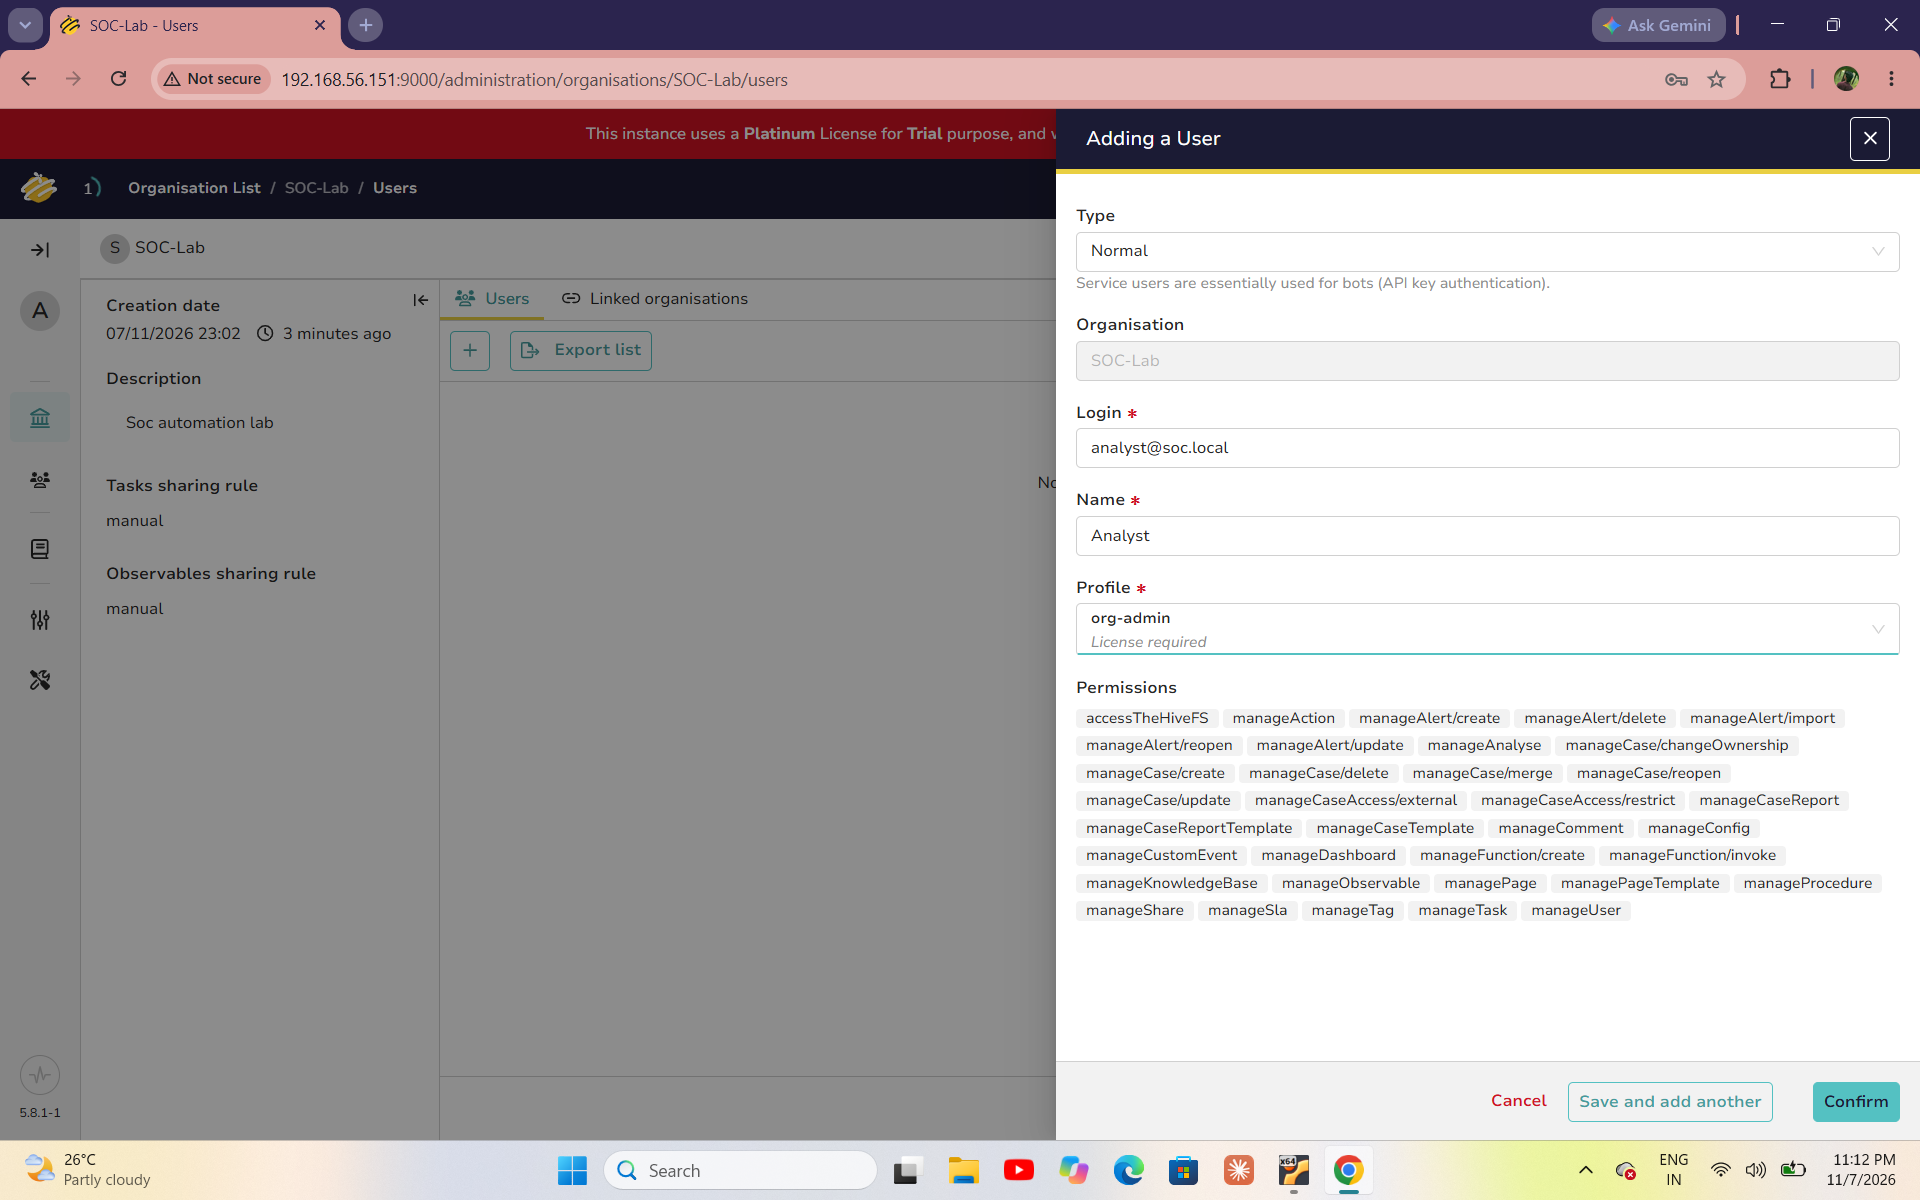 SOC-Lab - Users
Ask Gemini
Not secure
192.168.56.151:9000/administration/organisations/SOC-Lab/users
This instance uses a Platinum License for Trial purpose, and
1
Organisation List / SOC-Lab / Users
S SOC-Lab
A
Creation date
07/11/2026 23:02 3 minutes ago
Description
Soc automation lab
Tasks sharing rule
manual
Observables sharing rule
manual
5.8.1-1
Users
Linked organisations
+
Export list
No
Adding a User
Type
Normal
Service users are essentially used for bots (API key authentication).
Organisation
SOC-Lab
Login *
analyst@soc.local
Name *
Analyst
Profile *
org-admin
License required
Permissions
accessTheHiveFS manageAction manageAlert/create manageAlert/delete manageAlert/import
manageAlert/reopen manageAlert/update manageAnalyse manageCase/changeOwnership
manageCase/create manageCase/delete manageCase/merge manageCase/reopen
manageCase/update manageCaseAccess/external manageCaseAccess/restrict manageCaseReport
manageCaseReportTemplate manageCaseTemplate manageComment manageConfig
manageCustomEvent manageDashboard manageFunction/create manageFunction/invoke
manageKnowledgeBase manageObservable managePage managePageTemplate manageProcedure
manageShare manageSla manageTag manageTask manageUser
Cancel
Save and add another
Confirm
26°C
Partly cloudy
Search
x64
ENG
IN
11:12 PM
11/7/2026